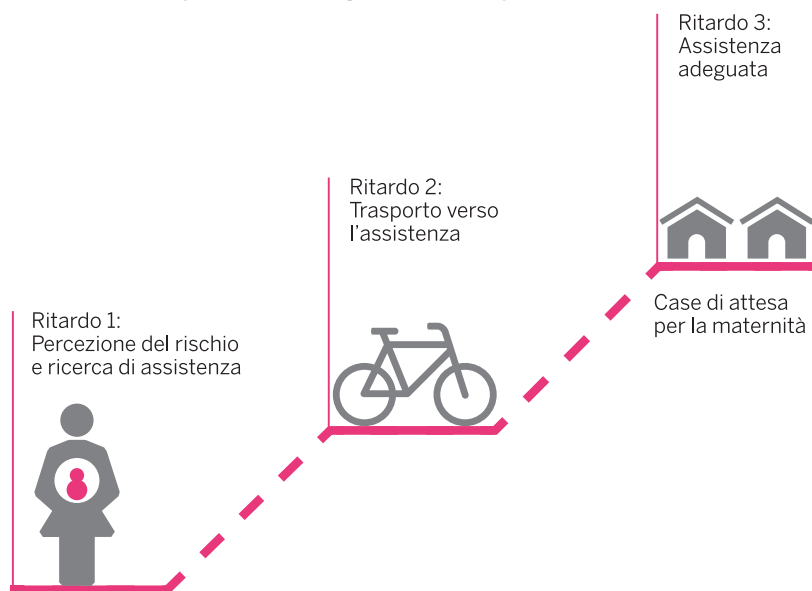 Ritardo 3:
Assistenza
adeguata
Ritardo 2:
Trasporto verso
l'assistenza
Case di attesa
per la maternità
Ritardo 1:
Percezione del rischio
e ricerca di assistenza